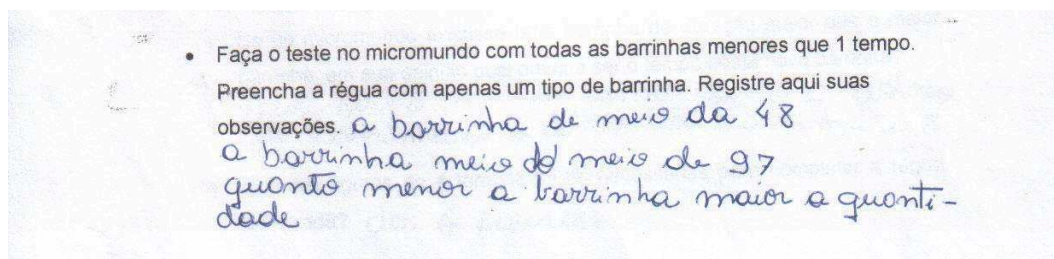 • Faça o teste no micromundo com todas as barrinhas menores que 1 tempo.
Preencha a régua com apenas um tipo de barrinha. Registre aqui suas
observações. a barrinha de meio da 48
a barrinha meio do meio de 97
quanto menor a barrinha maior a quanti-
dade